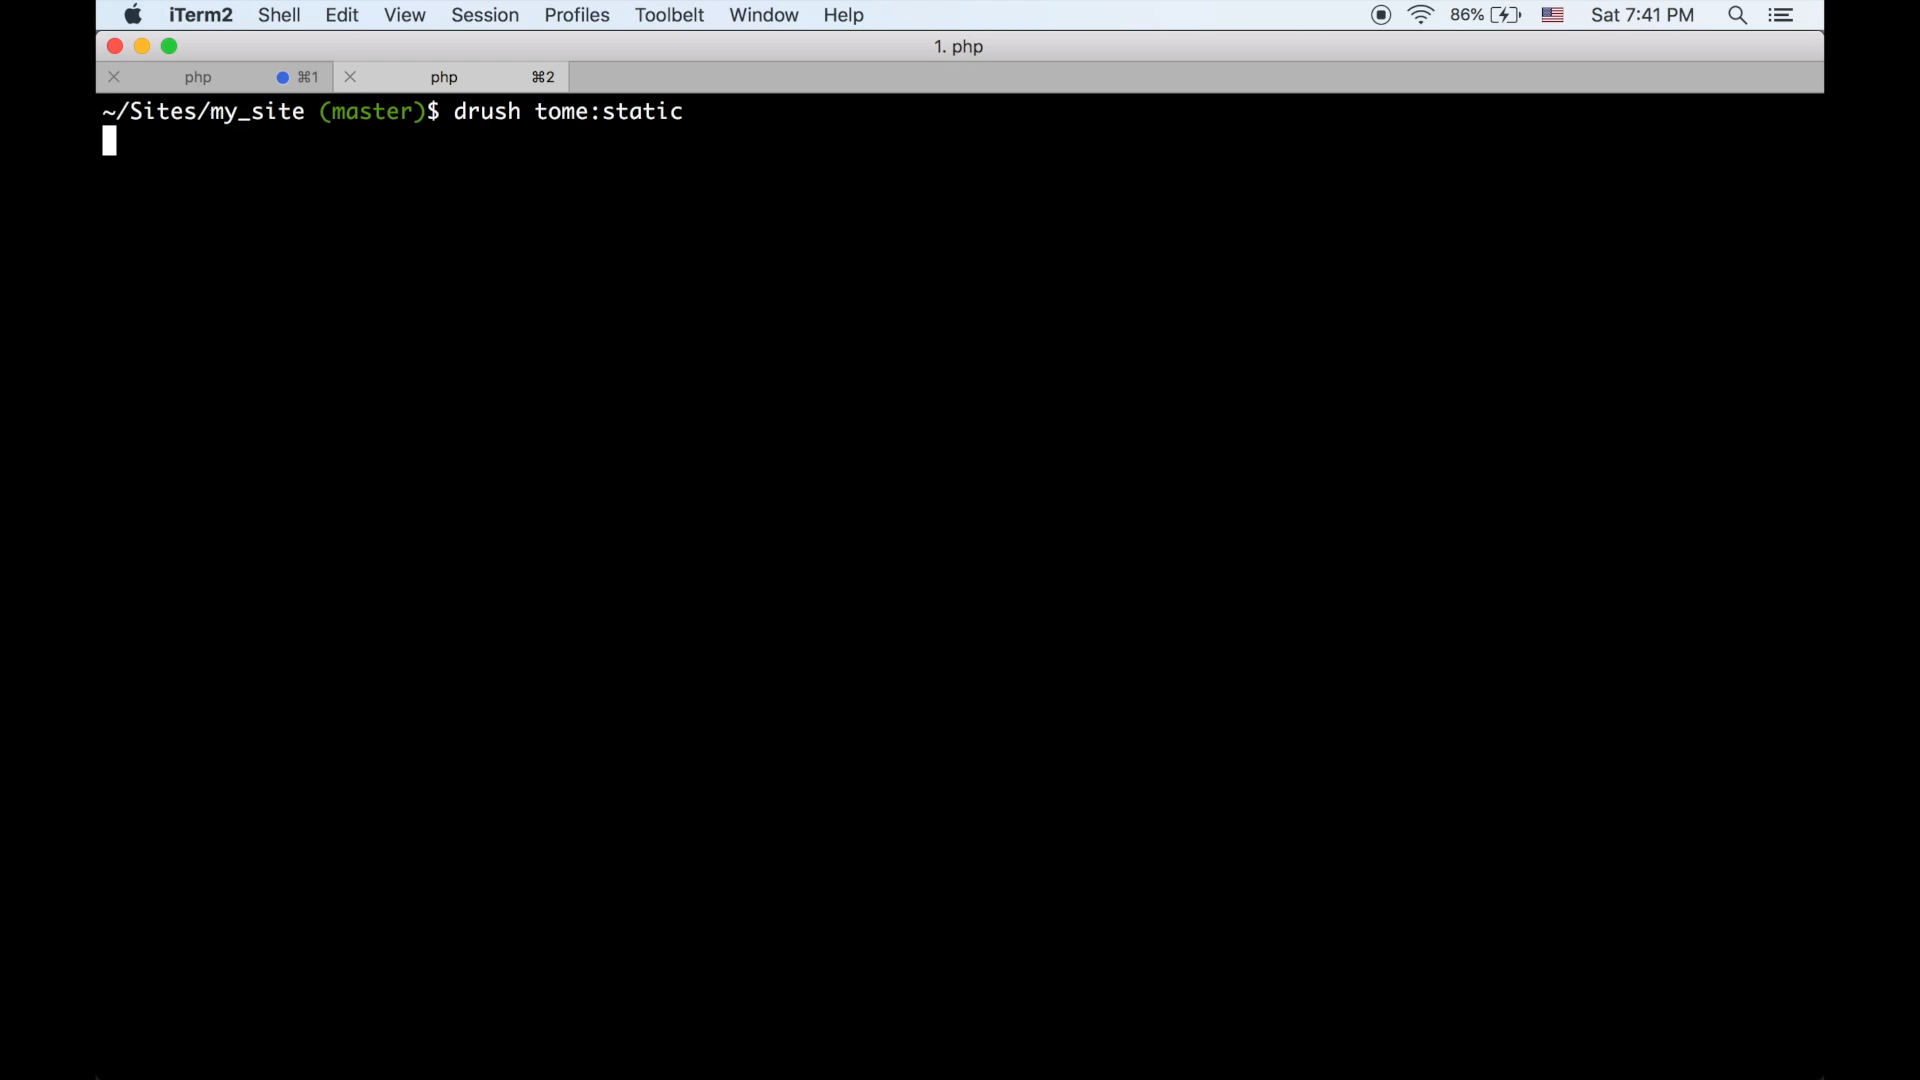 iTerm2 Shell Edit View Session Profiles Toolbelt Window Help 86% Sat 7:41 PM
1. php
php ⌘1 php ⌘2
~/Sites/my_site (master)$ drush tome:static